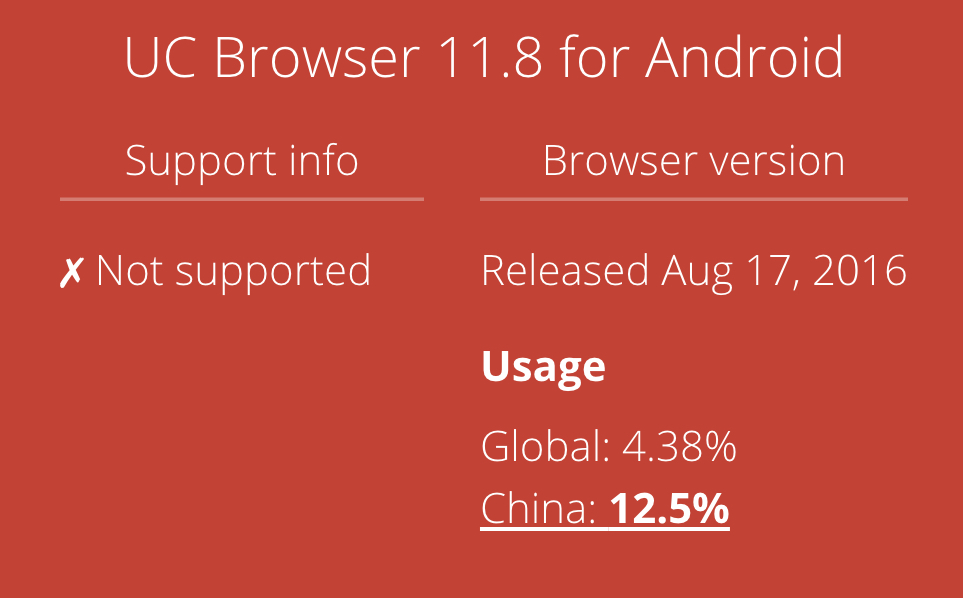 UC Browser 11.8 for Android
Support info
Browser version
✗ Not supported
Released Aug 17, 2016
Usage
Global: 4.38%
China: 12.5%